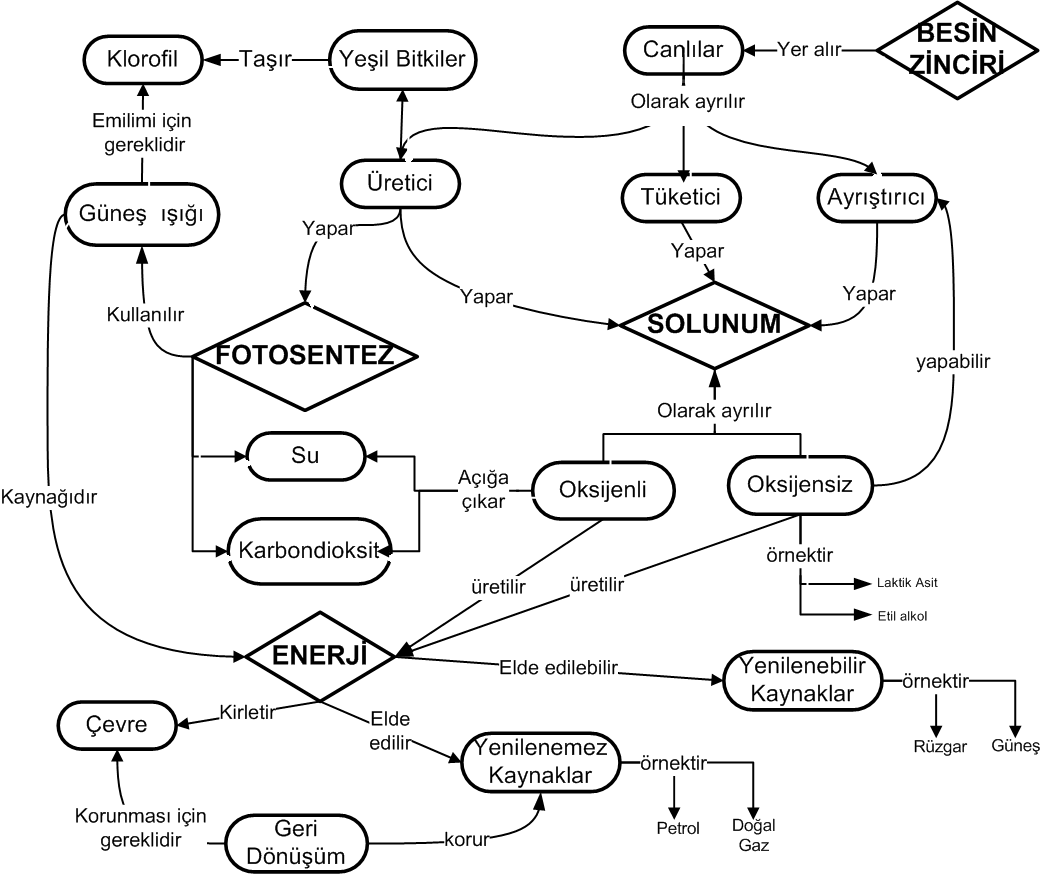 BESİN
ZİNCİRİ
Yer alır
Canlılar
Yeşil Bitkiler
Taşır
Klorofil
Olarak ayrılır
Emilimi için
gereklidir
Üretici
Tüketici
Ayrıştırıcı
Güneş ışığı
Yapar
Yapar
Yapar
Yapar
Kullanılır
SOLUNUM
FOTOSENTEZ
yapabilir
Olarak ayrılır
Su
Açığa
çıkar
Oksijenli
Oksijensiz
Kaynağıdır
Karbondioksit
örnektir
üretilir
üretilir
Laktik Asit
Etil alkol
ENERJİ
Elde edilebilir
Yenilenebilir
Kaynaklar
örnektir
Rüzgar
Güneş
Çevre
Kirletir
Elde
edilir
Yenilenemez
Kaynaklar
örnektir
Petrol
Doğal
Gaz
Korunması için
gereklidir
Geri
Dönüşüm
korur